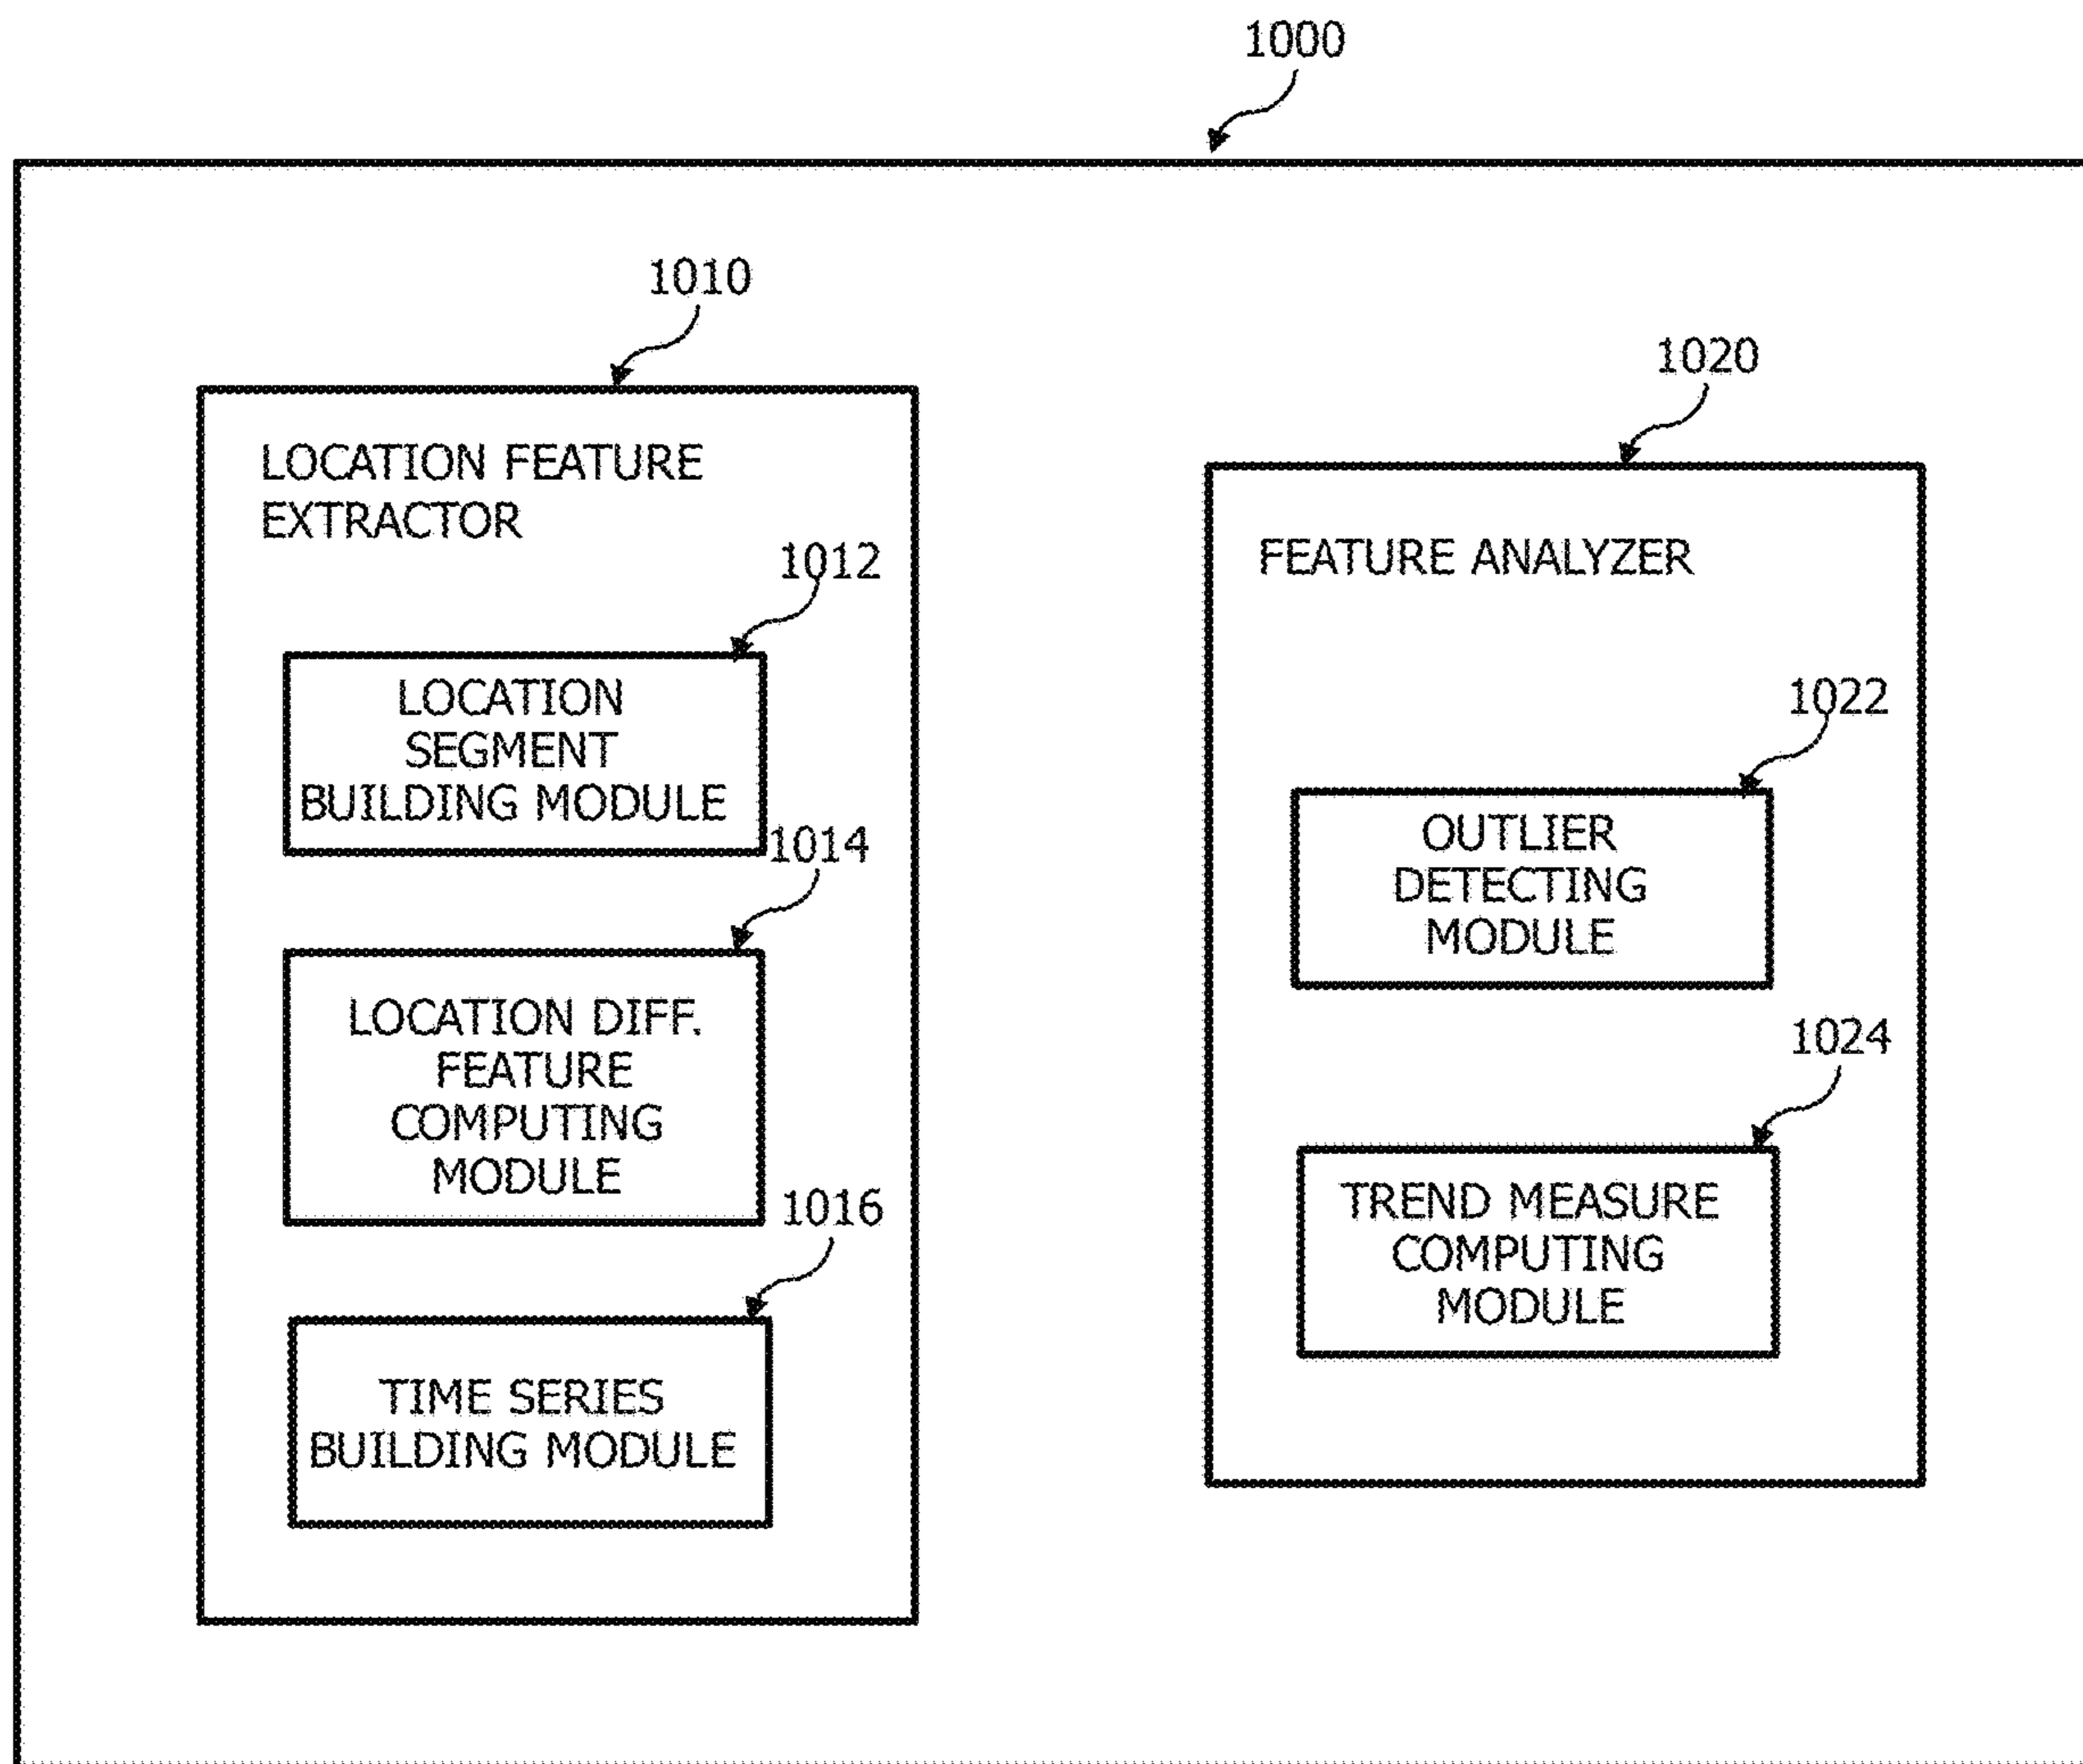 1000
1010
LOCATION FEATURE
EXTRACTOR
1012
LOCATION
SEGMENT
BUILDING MODULE
1014
LOCATION DIFF.
FEATURE
COMPUTING
MODULE
1016
TIME SERIES
BUILDING MODULE
1020
FEATURE ANALYZER
1022
OUTLIER
DETECTING
MODULE
1024
TREND MEASURE
COMPUTING
MODULE